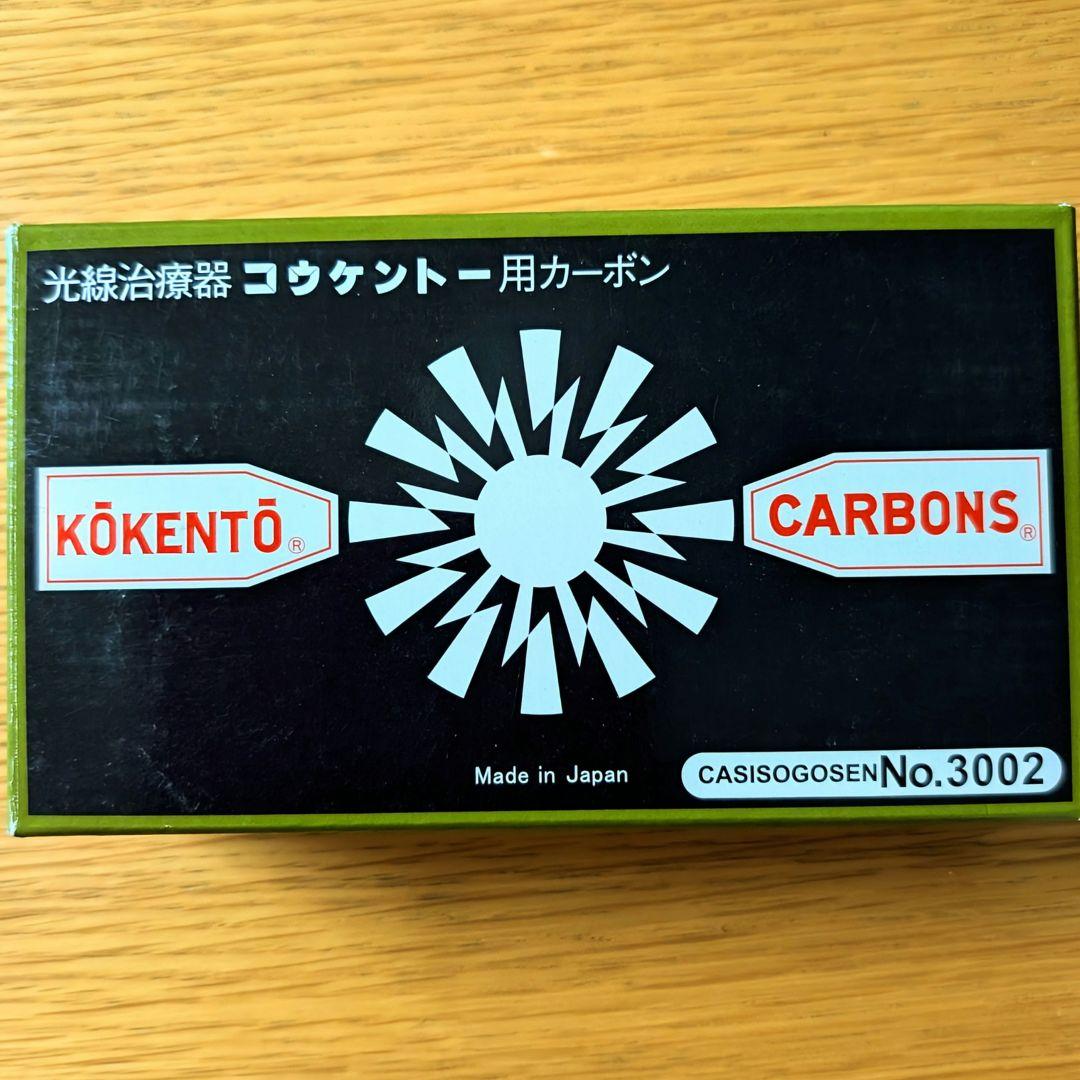 光線治療器 コウケントー用カーボン
KŌKENTŌ®
CARBONS®
Made in Japan
CASISOGOSEN No.3002